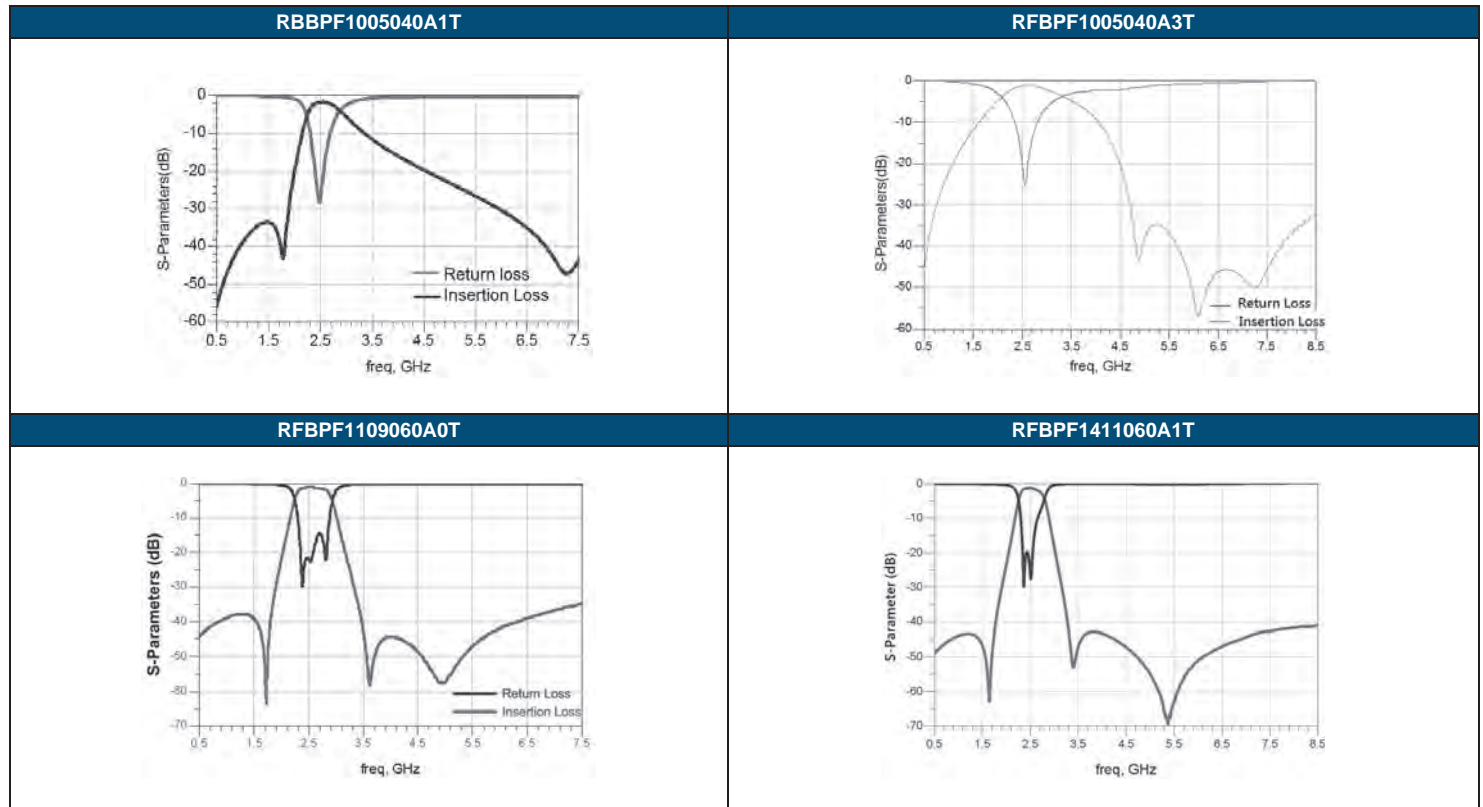 RBBPF1005040A1T
S-Parameters(dB)
0
-10
-20
-30
-40
-50
-60
Return loss
Insertion Loss
0.5 1.5 2.5 3.5 4.5 5.5 6.5 7.5
freq, GHz
RFBPF1005040A3T
S-Parameters(dB)
0
-10
-20
-30
-40
-50
-60
Return Loss
Insertion Loss
0.5 1.5 2.5 3.5 4.5 5.5 6.5 7.5 8.5
freq, GHz
RFBPF1109060A0T
S-Parameters (dB)
0
-10
-20
-30
-40
-50
-60
-70
Return Loss
Insertion Loss
0.5 1.5 2.5 3.5 4.5 5.5 6.5 7.5
freq, GHz
RFBPF1411060A1T
S-Parameter (dB)
0
-10
-20
-30
-40
-50
-60
-70
0.5 1.5 2.5 3.5 4.5 5.5 6.5 7.5 8.5
freq, GHz